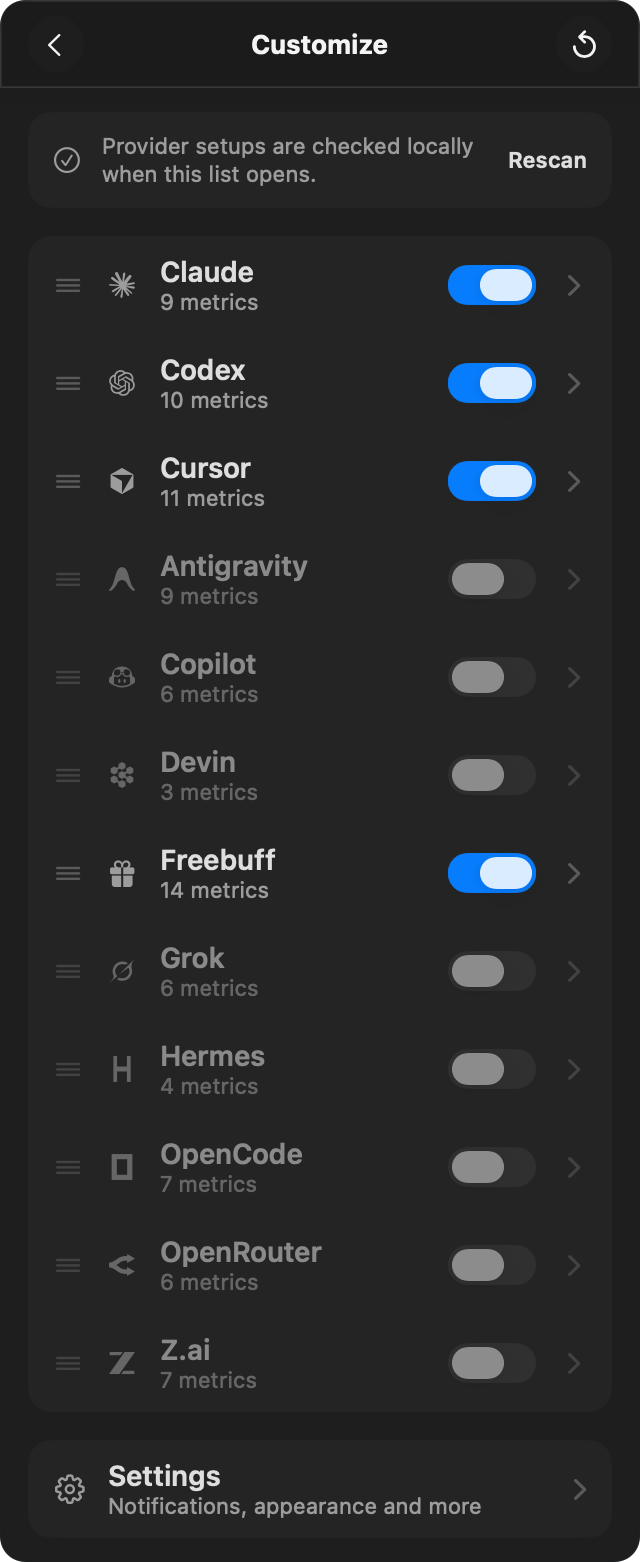 Customize
Provider setups are checked locally
when this list opens.
Rescan
Claude
9 metrics
Codex
10 metrics
Cursor
11 metrics
Antigravity
9 metrics
Copilot
6 metrics
Devin
3 metrics
Freebuff
14 metrics
Grok
6 metrics
Hermes
4 metrics
OpenCode
7 metrics
OpenRouter
6 metrics
Z.ai
7 metrics
Settings
Notifications, appearance and more